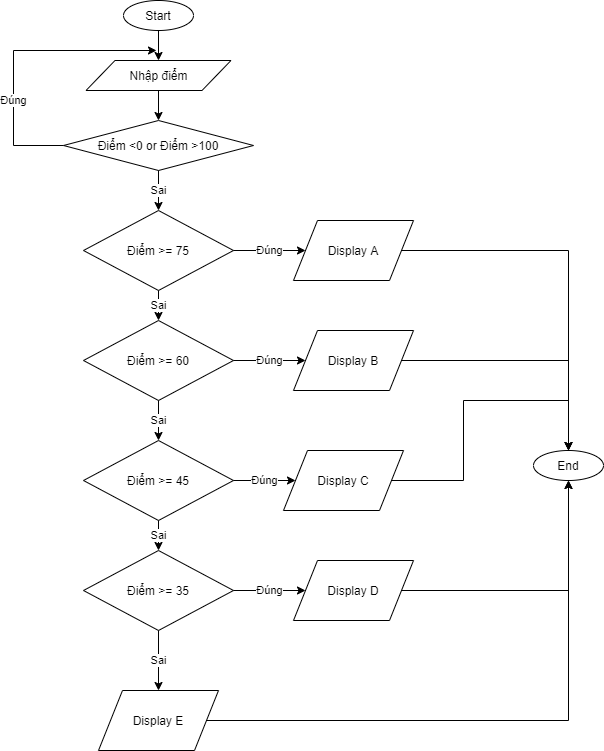 Start
Nhập điểm
Đúng
Điểm <0 or Điểm >100
Sai
Điểm >= 75
Đúng
Display A
Sai
Điểm >= 60
Đúng
Display B
Sai
Điểm >= 45
Đúng
Display C
End
Sai
Điểm >= 35
Đúng
Display D
Sai
Display E